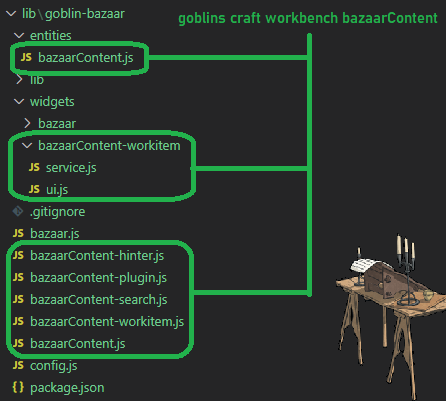 lib\goblin-bazaar
goblins craft workbench bazaarContent
entities
JS bazaarContent.js
lib
widgets
bazaar
bazaarContent-workitem
JS service.js
JS ui.js
.gitignore
JS bazaar.js
JS bazaarContent-hinter.js
JS bazaarContent-plugin.js
JS bazaarContent-search.js
JS bazaarContent-workitem.js
JS bazaarContent.js
JS config.js
{} package.json